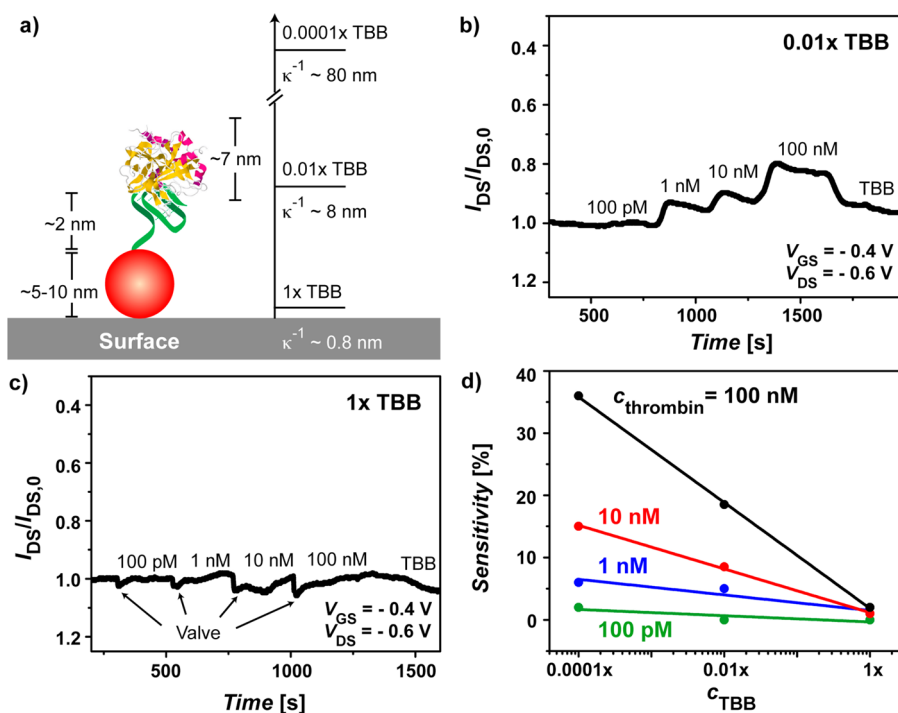 a)
0.0001x TBB
κ⁻¹ ~ 80 nm
~7 nm
0.01x TBB
κ⁻¹ ~ 8 nm
~2 nm
~5-10 nm
1x TBB
Surface
κ⁻¹ ~ 0.8 nm
b)
0.01x TBB
0.4
0.6
0.8
1.0
1.2
I_DS/I_DS,0
100 pM
1 nM
10 nM
100 nM
TBB
V_GS = - 0.4 V
V_DS = - 0.6 V
500
1000
1500
Time [s]
c)
1x TBB
0.4
0.6
0.8
1.0
1.2
I_DS/I_DS,0
100 pM
1 nM
10 nM
100 nM
TBB
Valve
V_GS = - 0.4 V
V_DS = - 0.6 V
500
1000
1500
Time [s]
d)
c_thrombin = 100 nM
40
30
20
10
0
Sensitivity [%]
10 nM
1 nM
100 pM
0.0001x
0.01x
1x
c_TBB